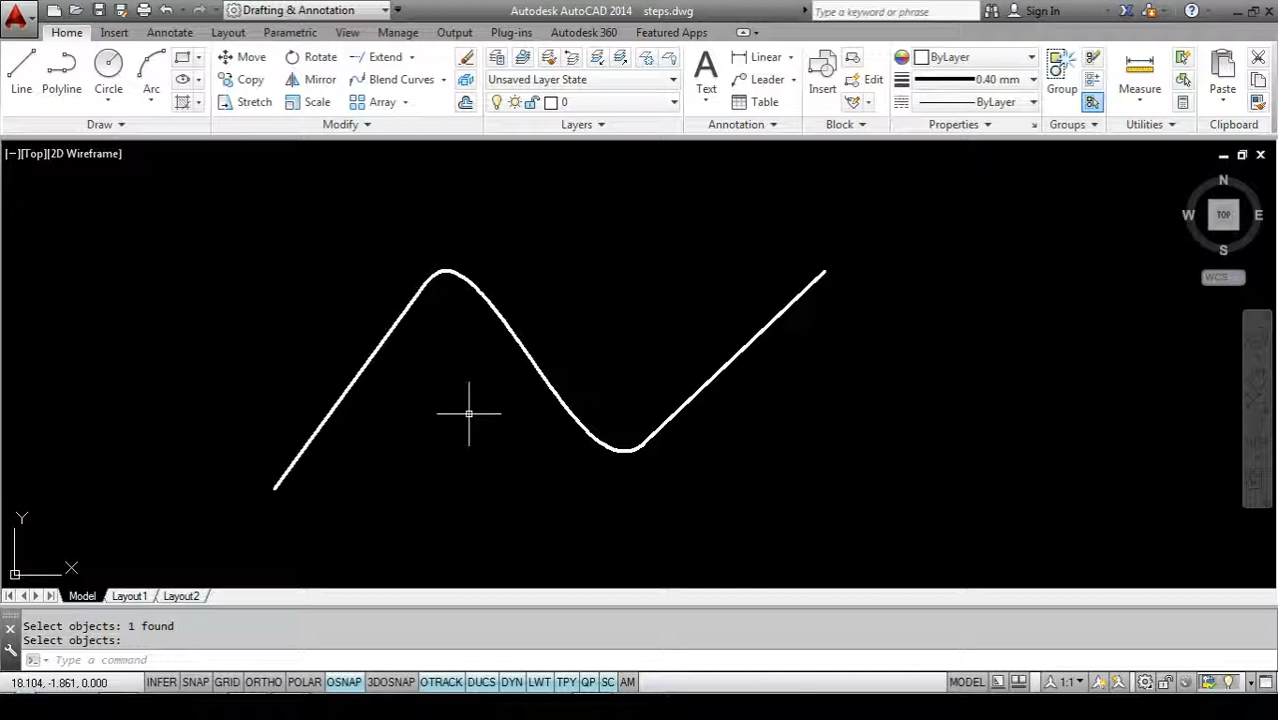 Drafting & Annotation
Autodesk AutoCAD 2014 steps.dwg
Type a keyword or phrase
Sign In
Home Insert Annotate Layout Parametric View Manage Output Plug-ins Autodesk 360 Featured Apps
Line Polyline Circle Arc
Move Rotate Extend
Copy Mirror Blend Curves
Stretch Scale Array
Unsaved Layer State
0
Text
Linear
Leader
Table
Insert
Edit
ByLayer
0.40 mm
ByLayer
Group
Measure
Paste
Draw Modify Layers Annotation Block Properties Groups Utilities Clipboard
[−][Top][2D Wireframe]
N
W TOP E
S
WCS
Y
X
Model Layout1 Layout2
Select objects: 1 found
Select objects:
Type a command
18.104, -1.861, 0.000 INFER SNAP GRID ORTHO POLAR OSNAP 3DOSNAP OTRACK DUCS DYN LWT TPY QP SC AM MODEL 1:1